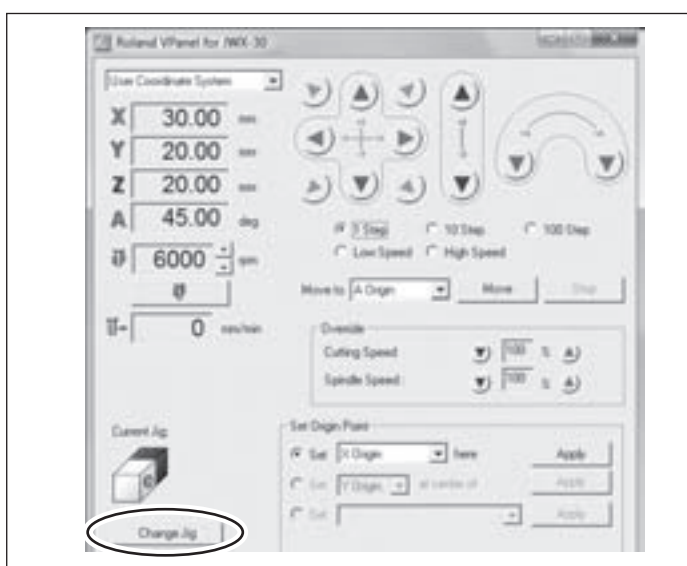 Roland VPanel for JWX-30
User Coordinate System
X 30.00 mm
Y 20.00 mm
Z 20.00 mm
A 45.00 deg
6000 rpm
0 mm/min
1 Step 10 Step 100 Step
Low Speed High Speed
Move to A Origin Move Stop
Override
Cutting Speed 100 %
Spindle Speed 100 %
Current Jig
C
Change Jig
Set Origin Point
Set X Origin here Apply
Set Y Origin at center of Apply
Set Apply